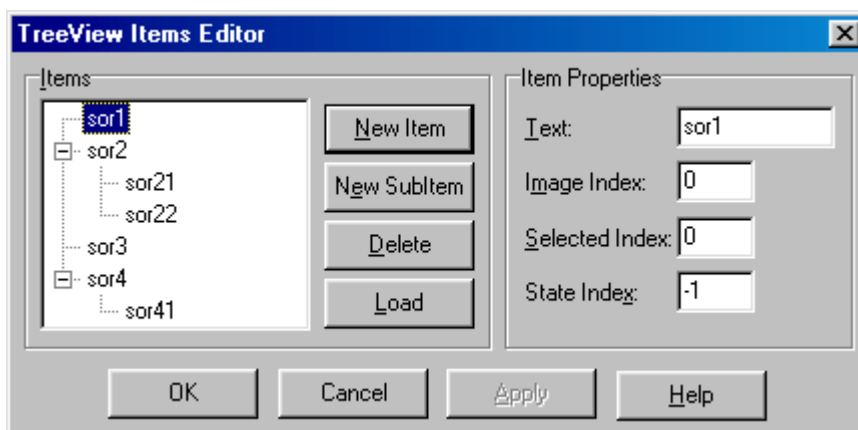 TreeView Items Editor
Items
sor1
sor2
sor21
sor22
sor3
sor4
sor41
New Item
New SubItem
Delete
Load
Item Properties
Text: sor1
Image Index: 0
Selected Index: 0
State Index: -1
OK Cancel Apply Help